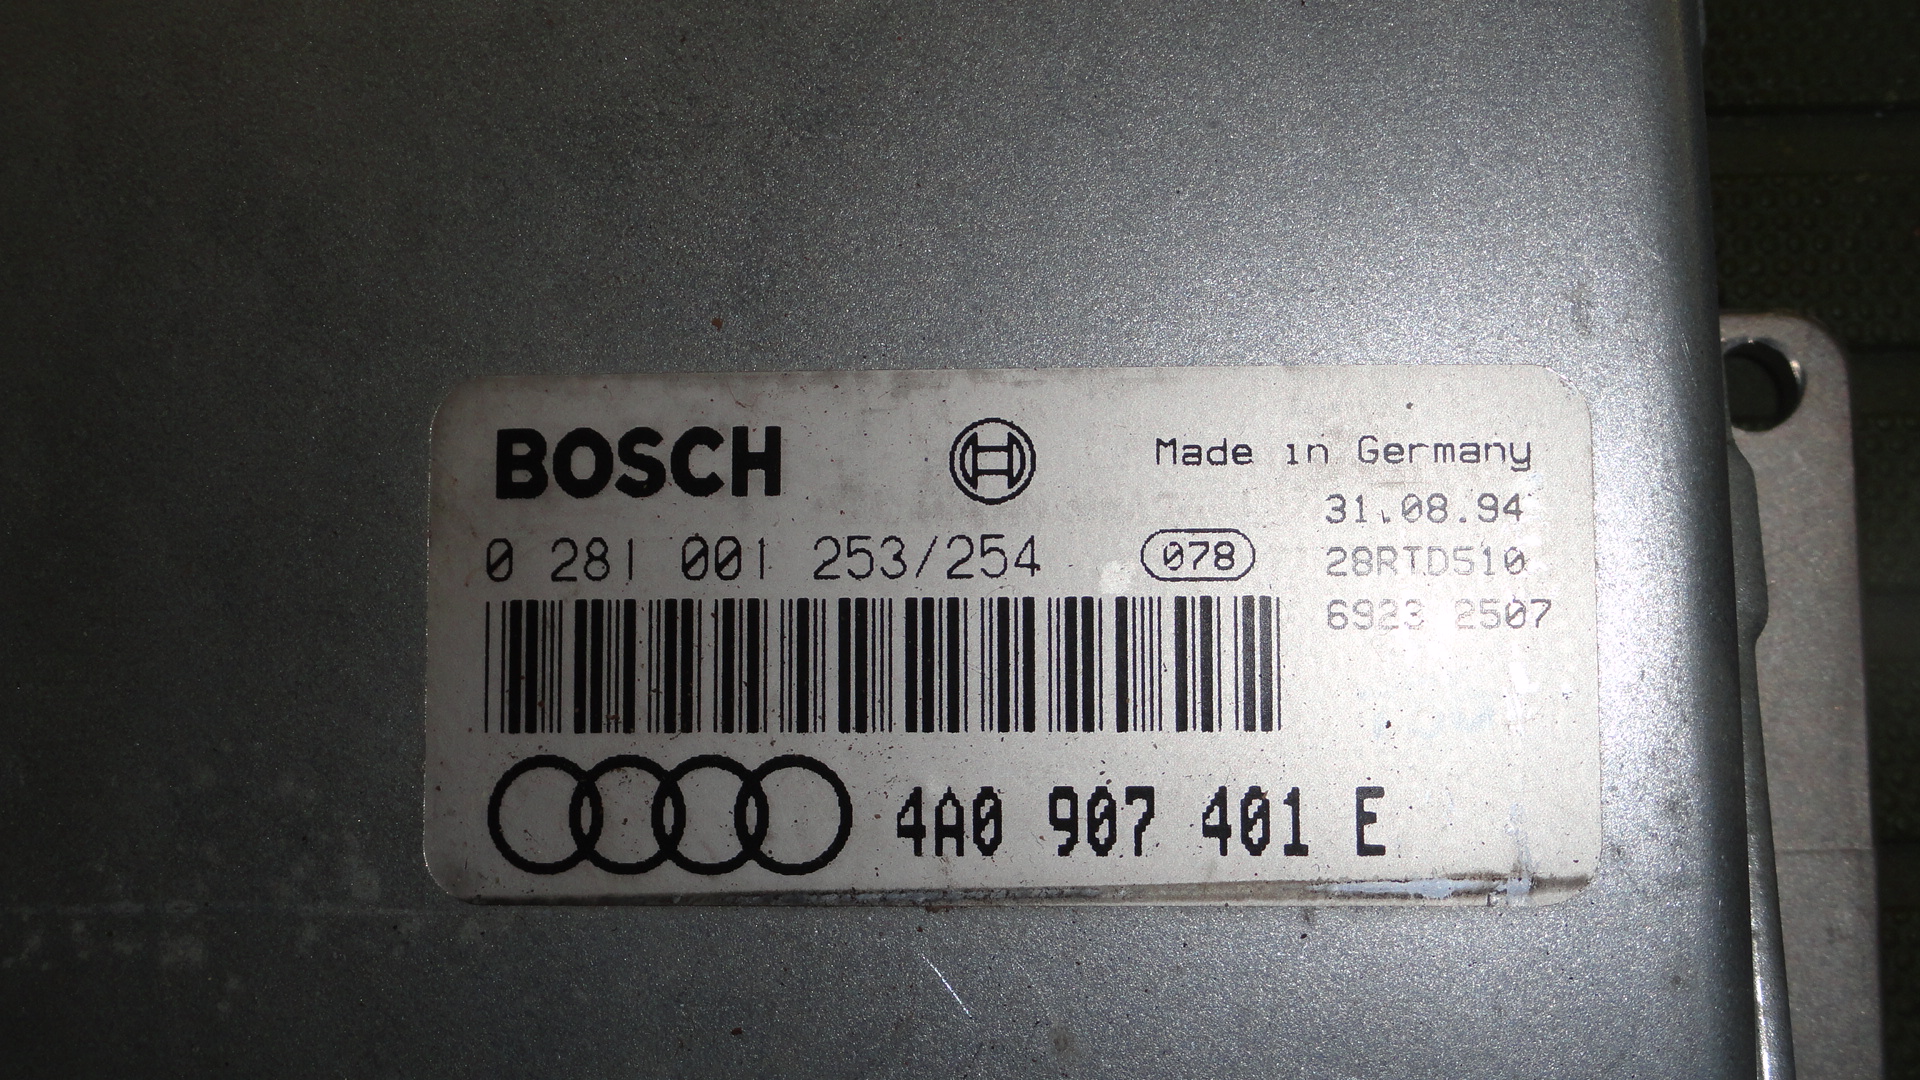 BOSCH
Made in Germany
31.08.94
0 281 001 253/254 078
28RTD510
6923 2507
4A0 907 401 E